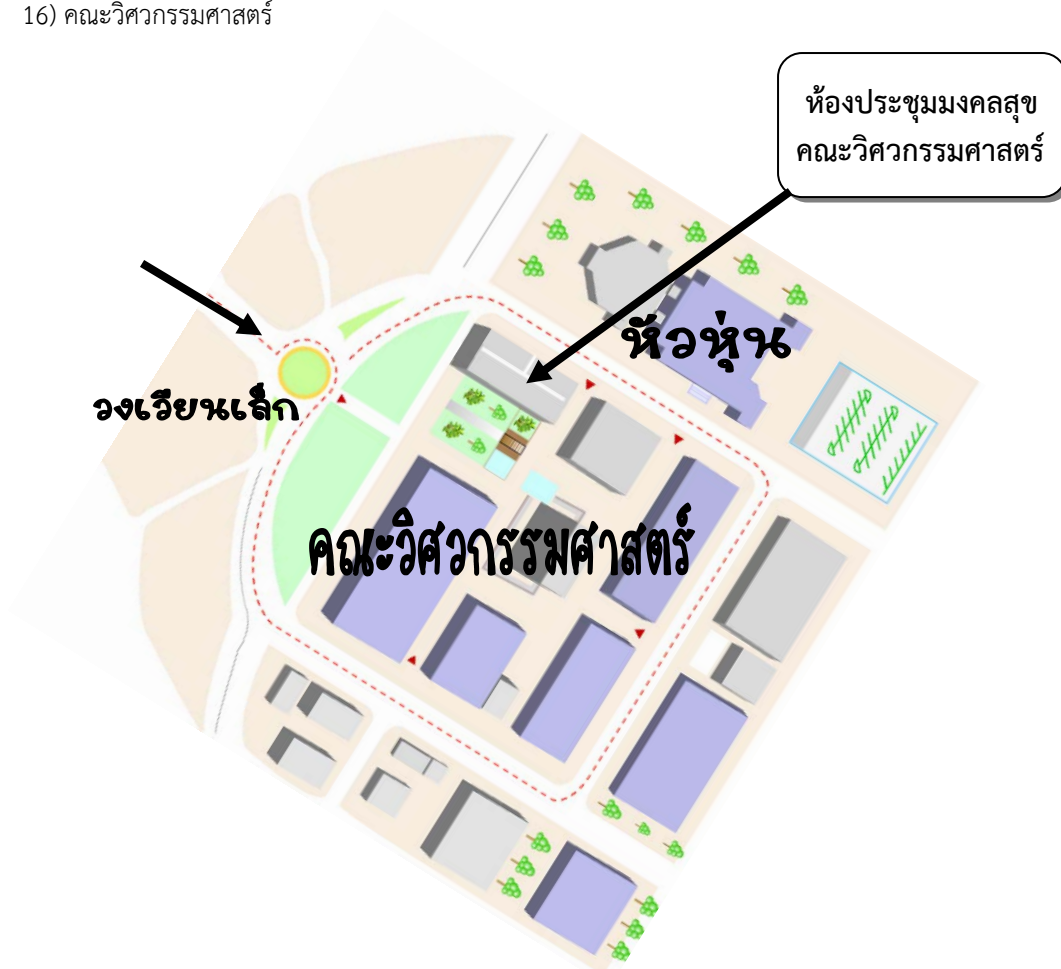 16) คณะวิศวกรรมศาสตร์
ห้องประชุมมงคลสุข
คณะวิศวกรรมศาสตร์
หัวหุ่น
วงเวียนเล็ก
คณะวิศวกรรมศาสตร์